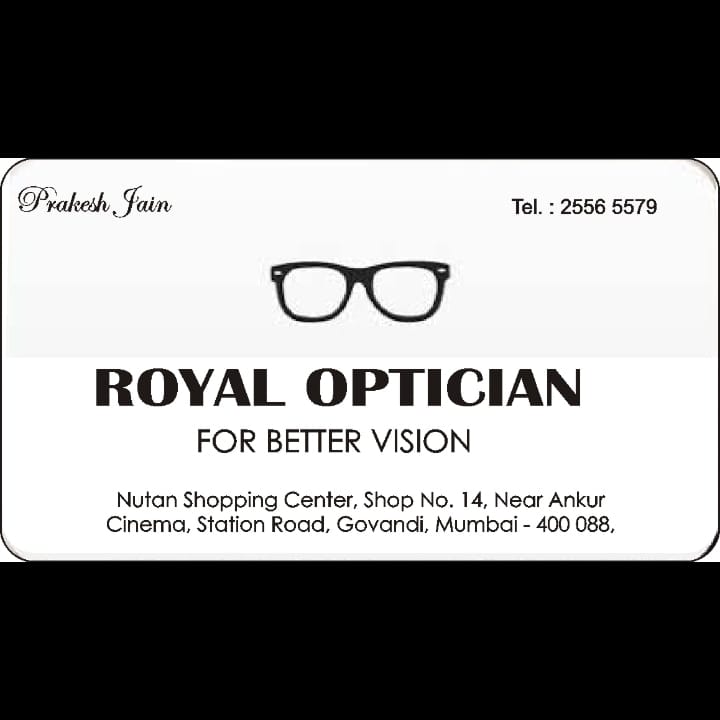 Prakesh Jain
Tel. : 2556 5579
ROYAL OPTICIAN
FOR BETTER VISION
Nutan Shopping Center, Shop No. 14, Near Ankur
Cinema, Station Road, Govandi, Mumbai - 400 088,